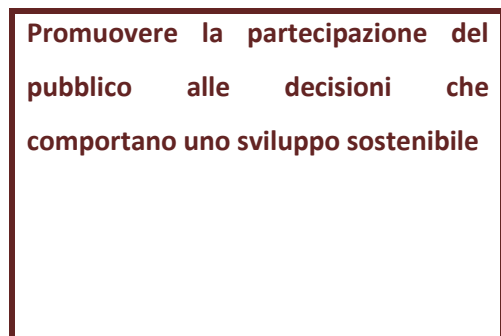 Promuovere la partecipazione del
pubblico alle decisioni che
comportano uno sviluppo sostenibile